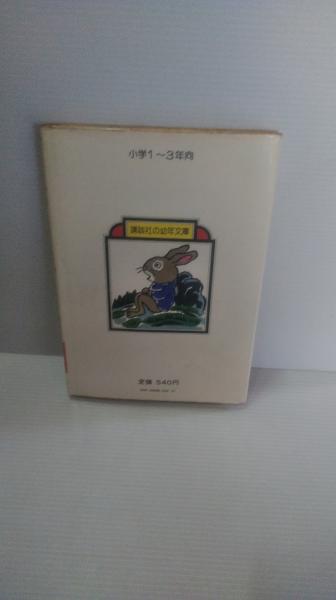 小学1～3年向
講談社の幼年文庫
定価 540円